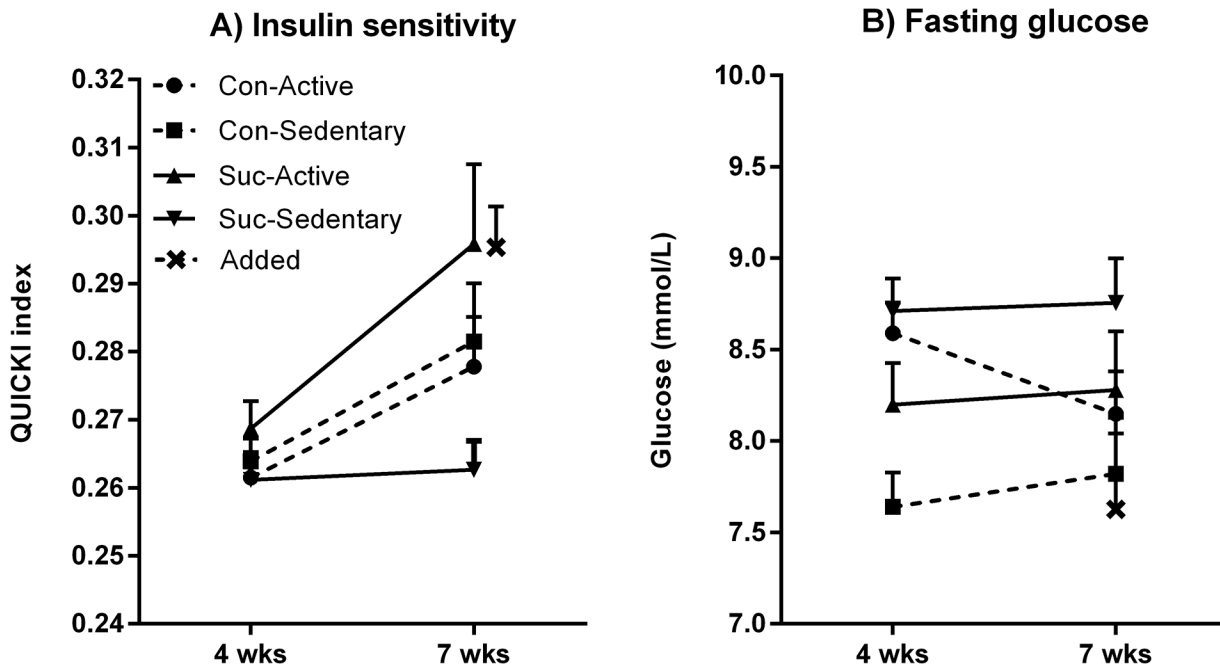 A) Insulin sensitivity
QUICKI index
0.32
0.31
0.30
0.29
0.28
0.27
0.26
0.25
0.24
Con-Active
Con-Sedentary
Suc-Active
Suc-Sedentary
Added
4 wks
7 wks
B) Fasting glucose
Glucose (mmol/L)
10.0
9.5
9.0
8.5
8.0
7.5
7.0
4 wks
7 wks